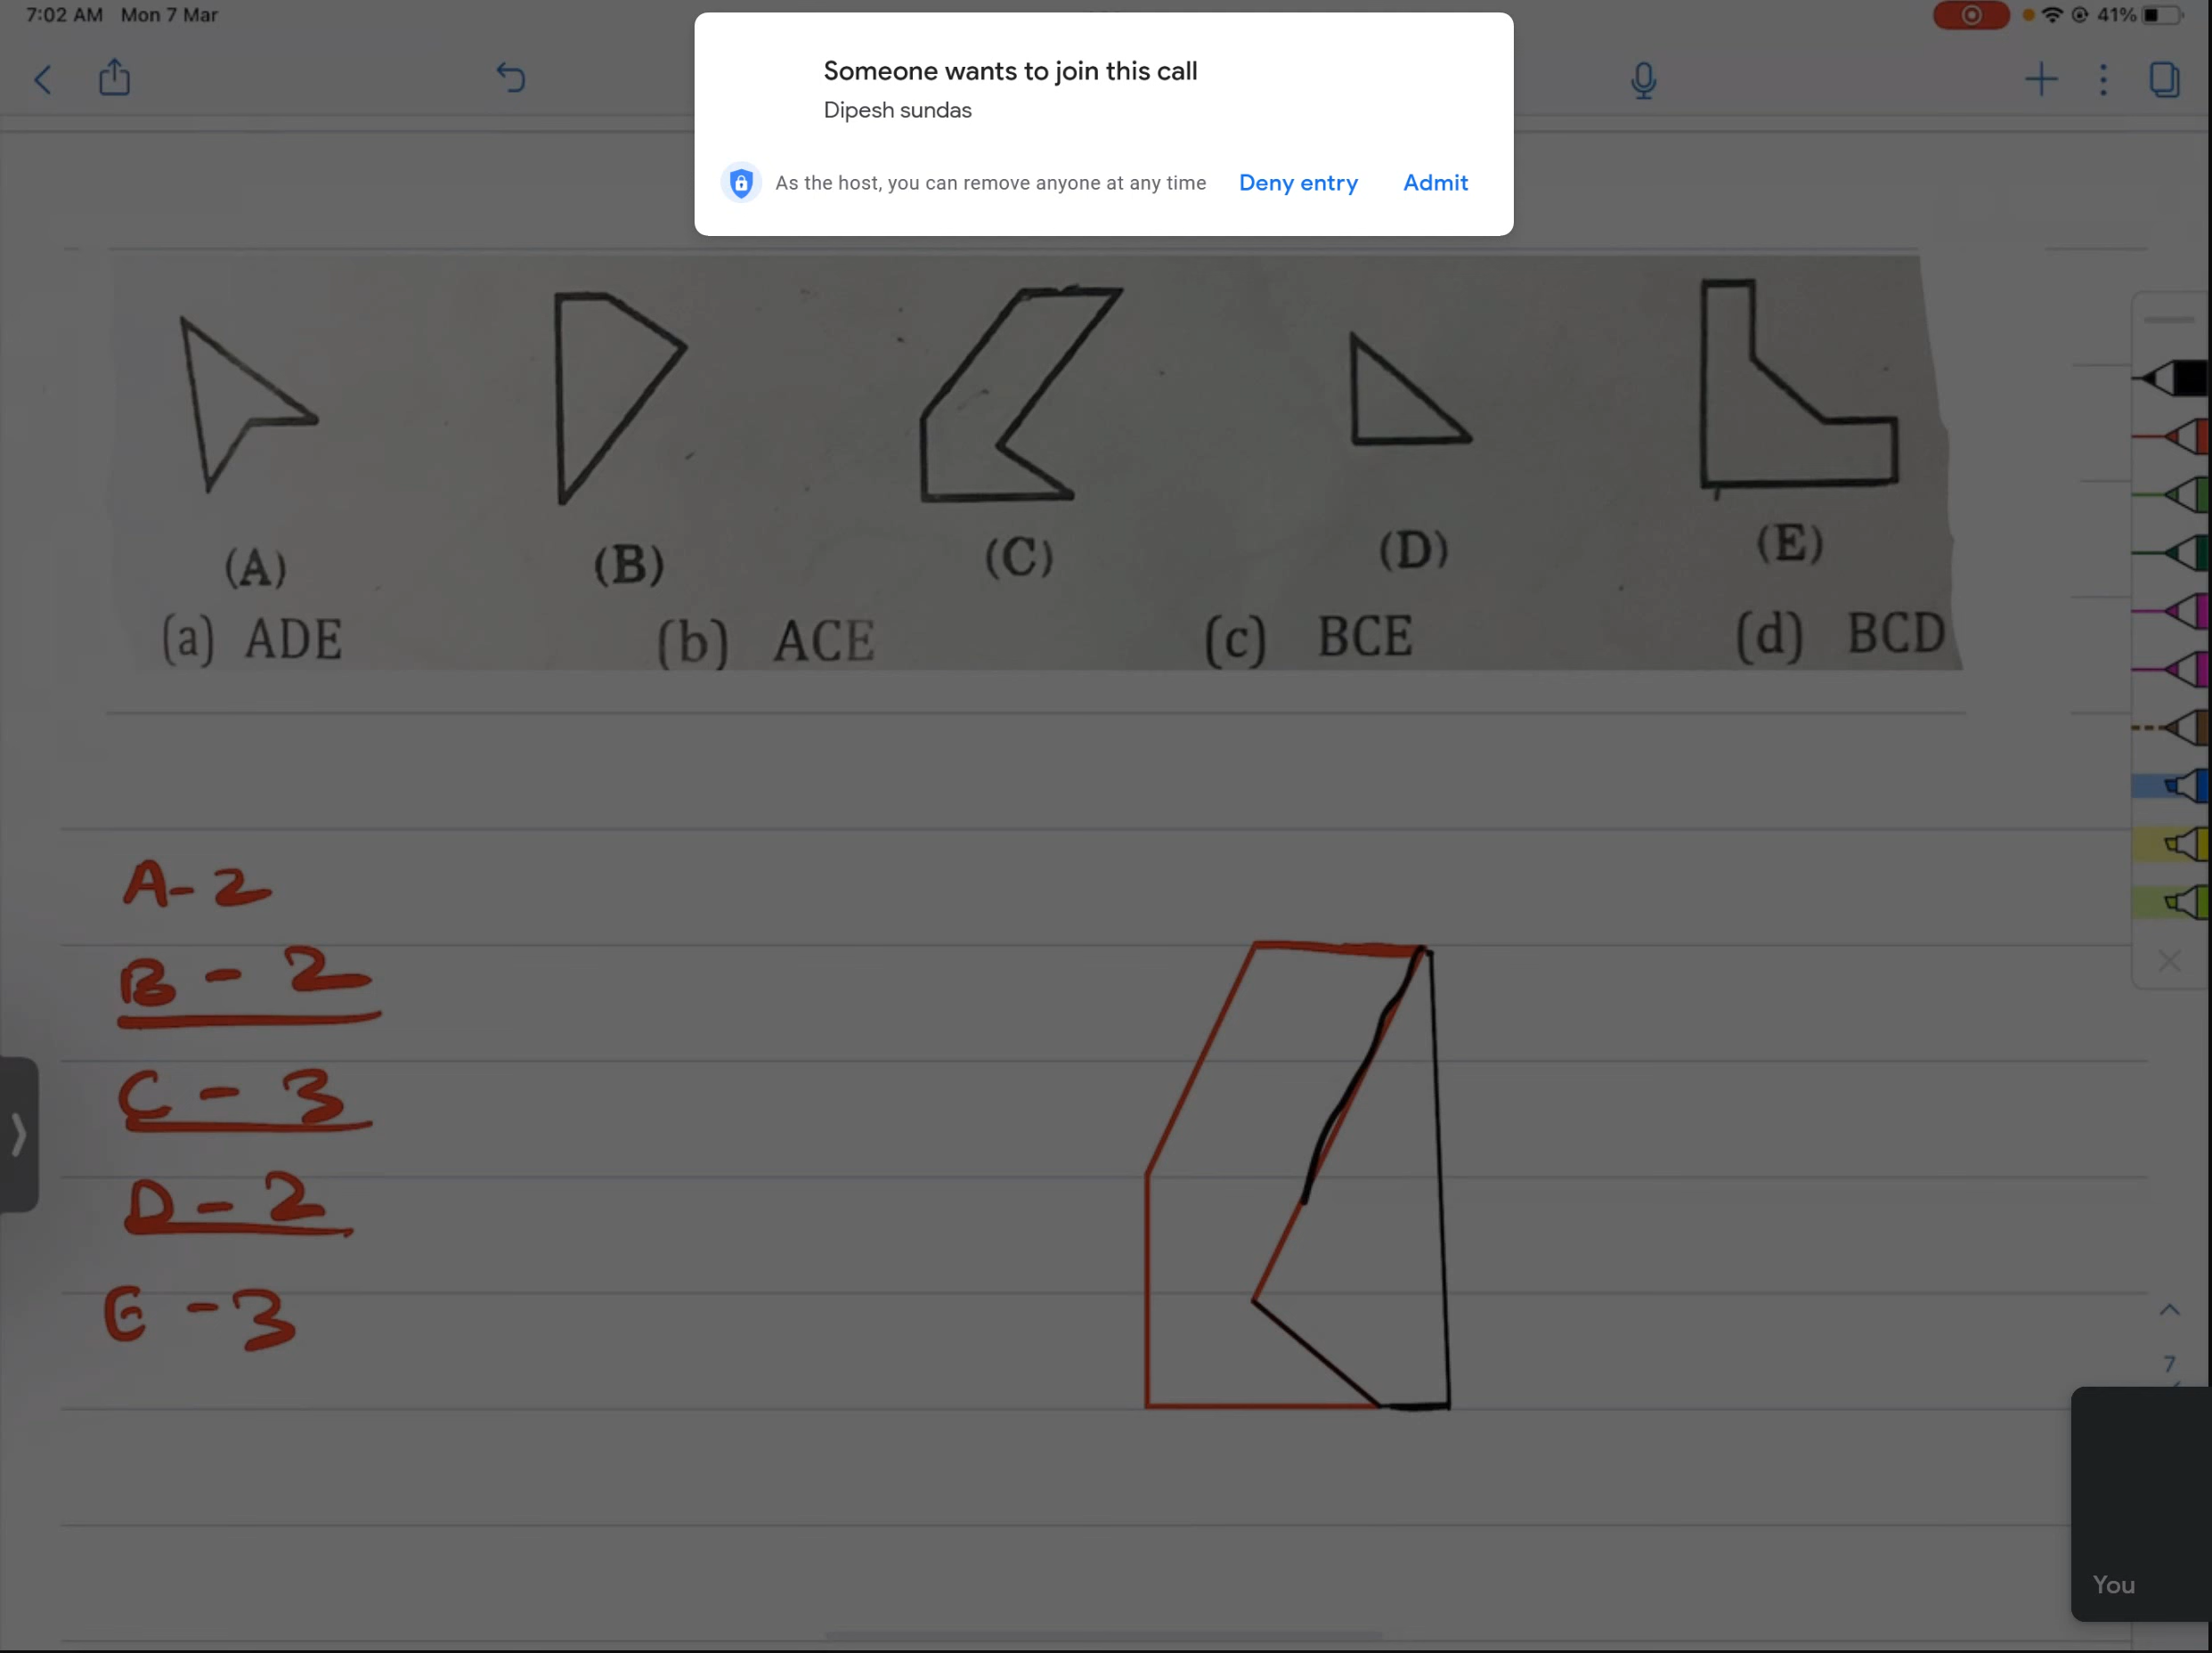 7:02 AM Mon 7 Mar
41%
Someone wants to join this call
Dipesh sundas
As the host, you can remove anyone at any time Deny entry Admit
(A) (B) (C) (D) (E)
(a) ADE (b) ACE (c) BCE (d) BCD
A - 2
B - 2
C - 3
D - 2
E - 3
7
You